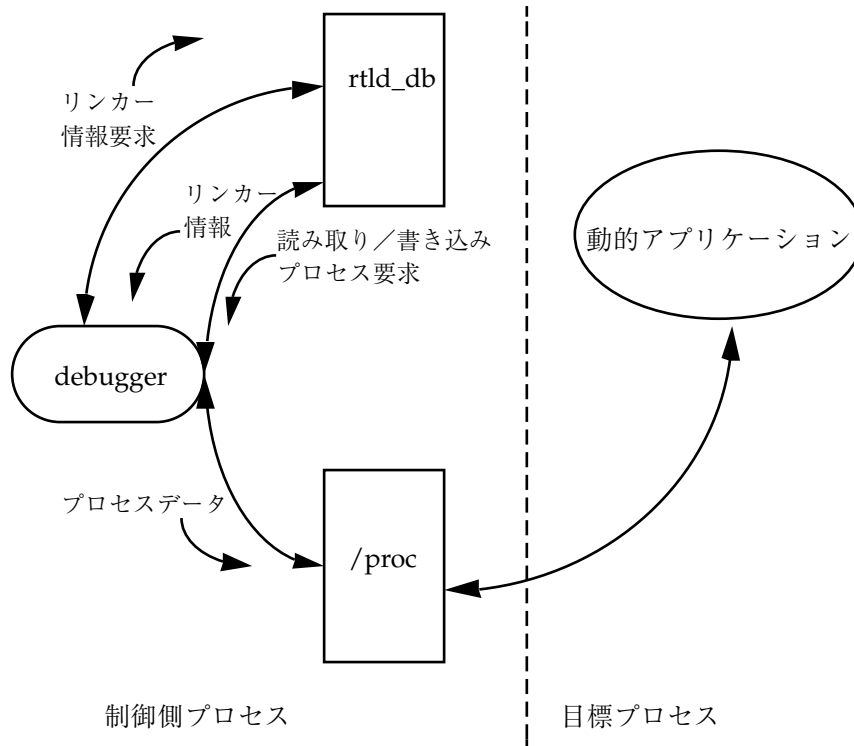 rtld_db
リンカー
情報要求
リンカー
情報
読み取り／書き込み
プロセス要求
動的アプリケーション
debugger
プロセスデータ
/proc
制御側プロセス
目標プロセス